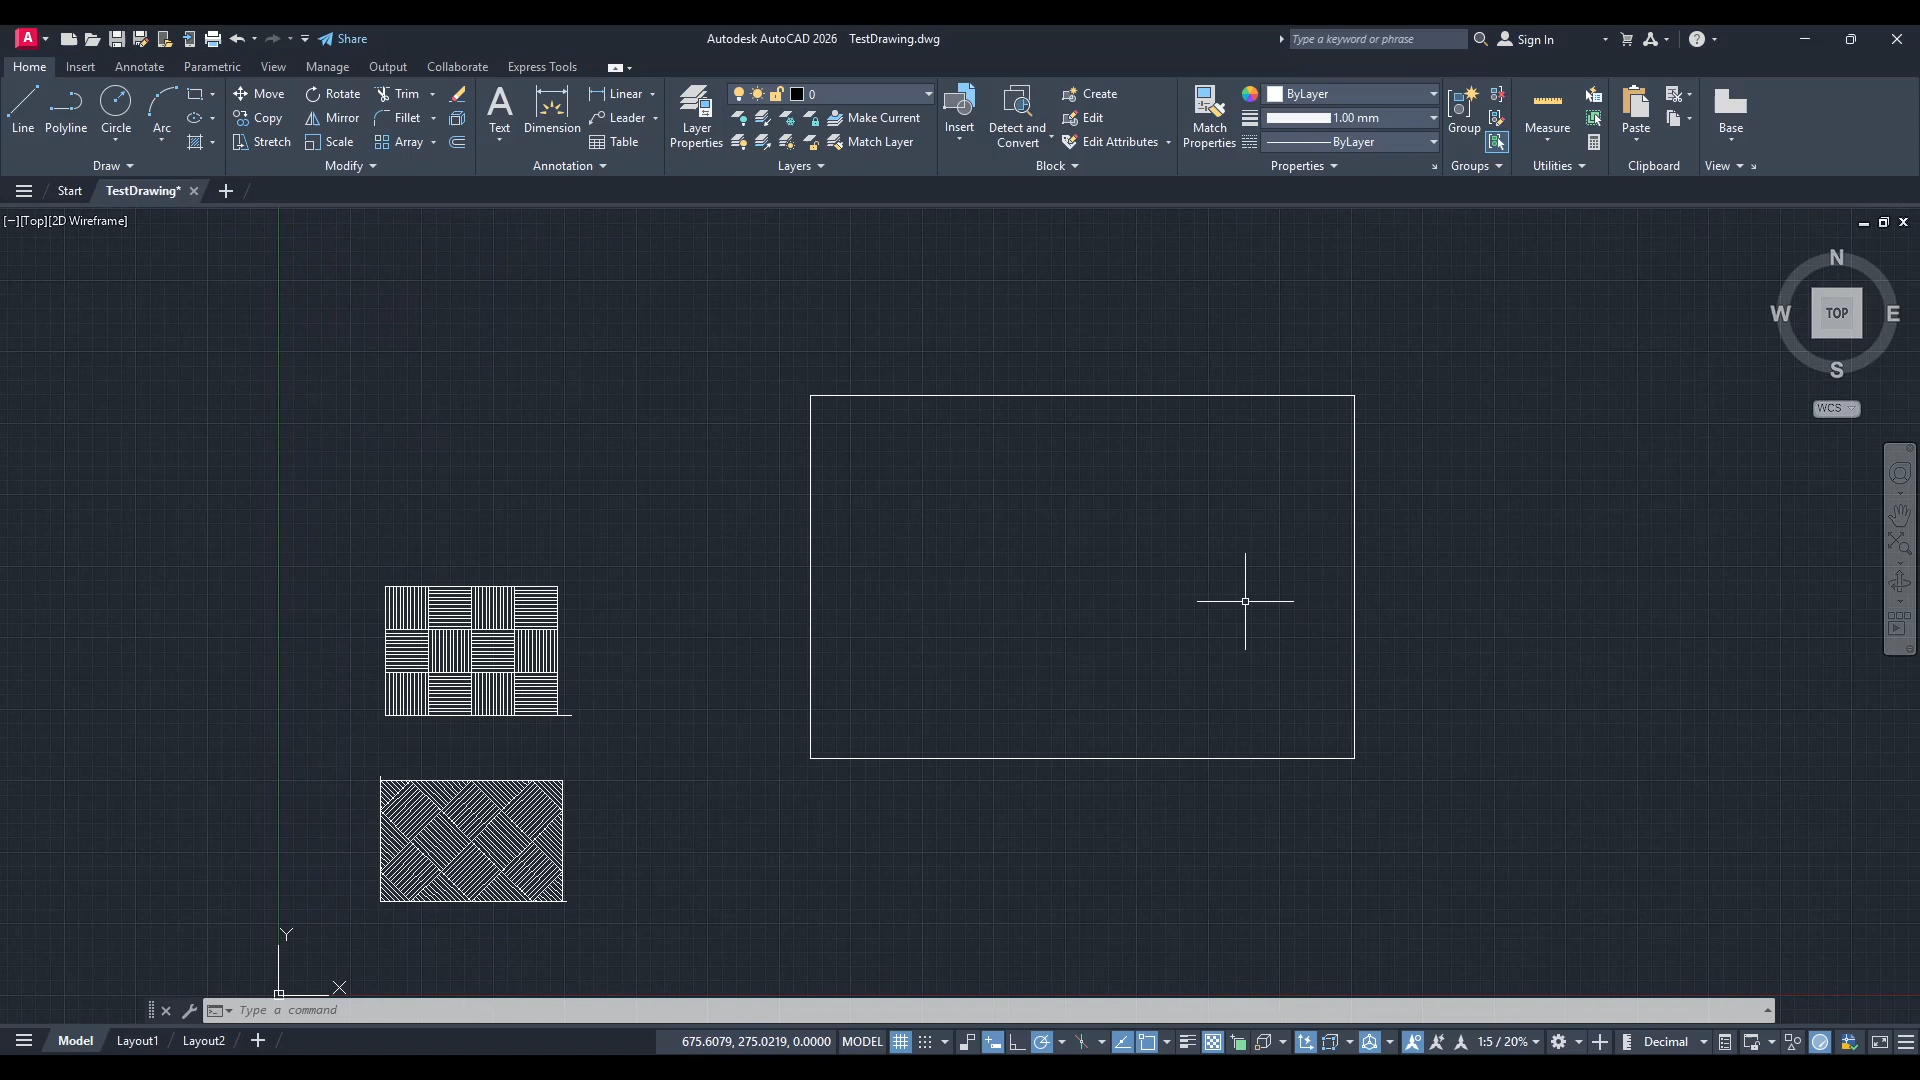 A Share Autodesk AutoCAD 2026 TestDrawing.dwg Type a keyword or phrase Sign In
Home Insert Annotate Parametric View Manage Output Collaborate Express Tools
Line Polyline Circle Arc
Move Rotate Trim
Copy Mirror Fillet
Stretch Scale Array
Text Dimension
Linear
Leader
Table
Layer Properties
0
Make Current
Match Layer
Insert
Detect and Convert
Create
Edit
Edit Attributes
Match Properties
ByLayer
1.00 mm
ByLayer
Group
Measure
Paste
Base
Draw Modify Annotation Layers Block Properties Groups Utilities Clipboard View
Start TestDrawing*
[−][Top][2D Wireframe]
N
W TOP E
S
WCS
Y
X
Type a command
Model Layout1 Layout2 675.6079, 275.0219, 0.0000 MODEL 1:5 / 20% Decimal